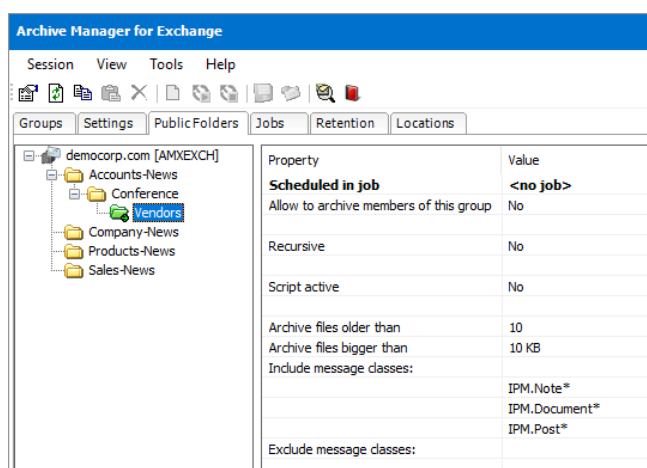 Archive Manager for Exchange
Session View Tools Help
Groups Settings PublicFolders Jobs Retention Locations
democorp.com [AMXEXCH]
Accounts-News
Conference
Vendors
Company-News
Products-News
Sales-News
Property Value
Scheduled in job <no job>
Allow to archive members of this group No
Recursive No
Script active No
Archive files older than 10
Archive files bigger than 10 KB
Include message classes:
IPM.Note*
IPM.Document*
IPM.Post*
Exclude message classes: